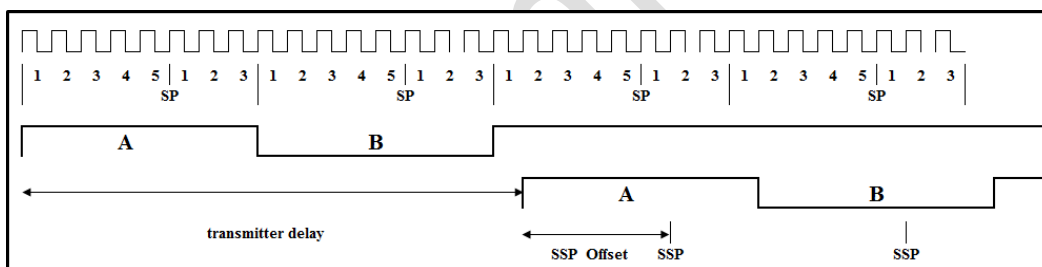 1 2 3 4 5 1 2 3 1 2 3 4 5 1 2 3 1 2 3 4 5 1 2 3 1 2 3 4 5 1 2 3
SP SP SP SP
A B
A B
transmitter delay
SSP Offset SSP SSP